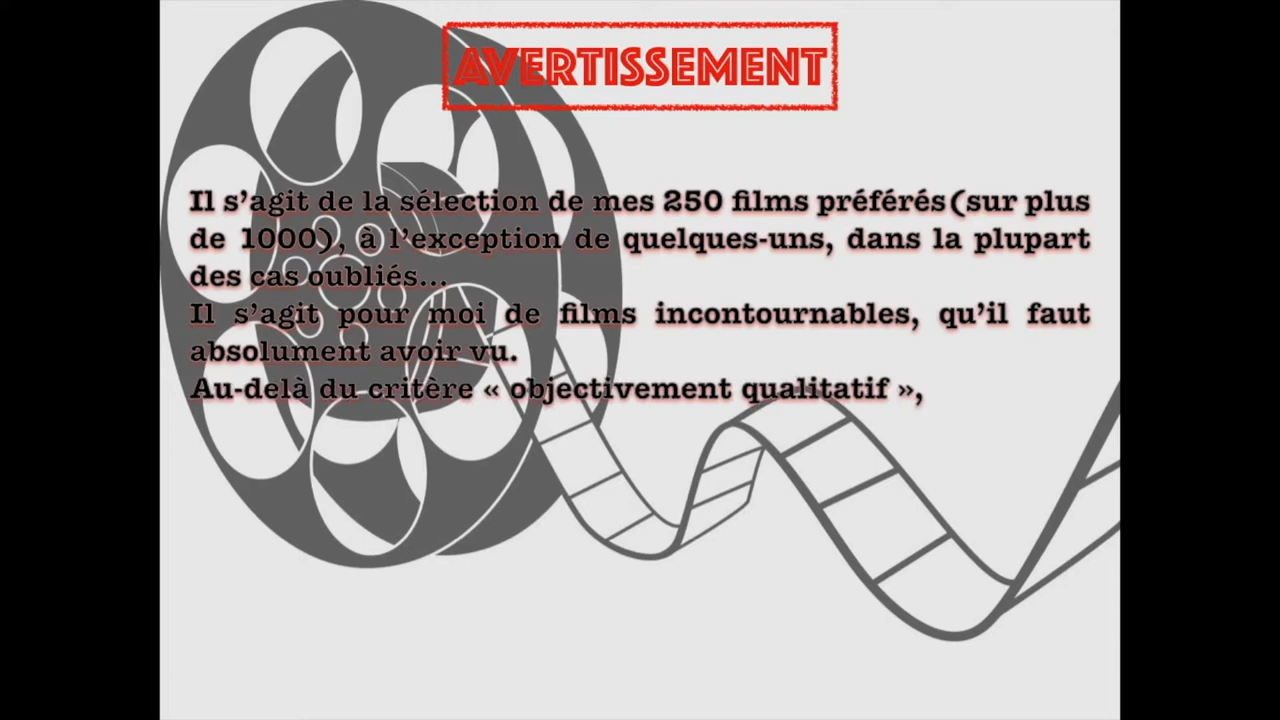 AVERTISSEMENT
Il s’agit de la sélection de mes 250 films préférés (sur plus
de 1000), à l’exception de quelques-uns, dans la plupart
des cas oubliés...
Il s’agit pour moi de films incontournables, qu’il faut
absolument avoir vu.
Au-delà du critère « objectivement qualitatif »,